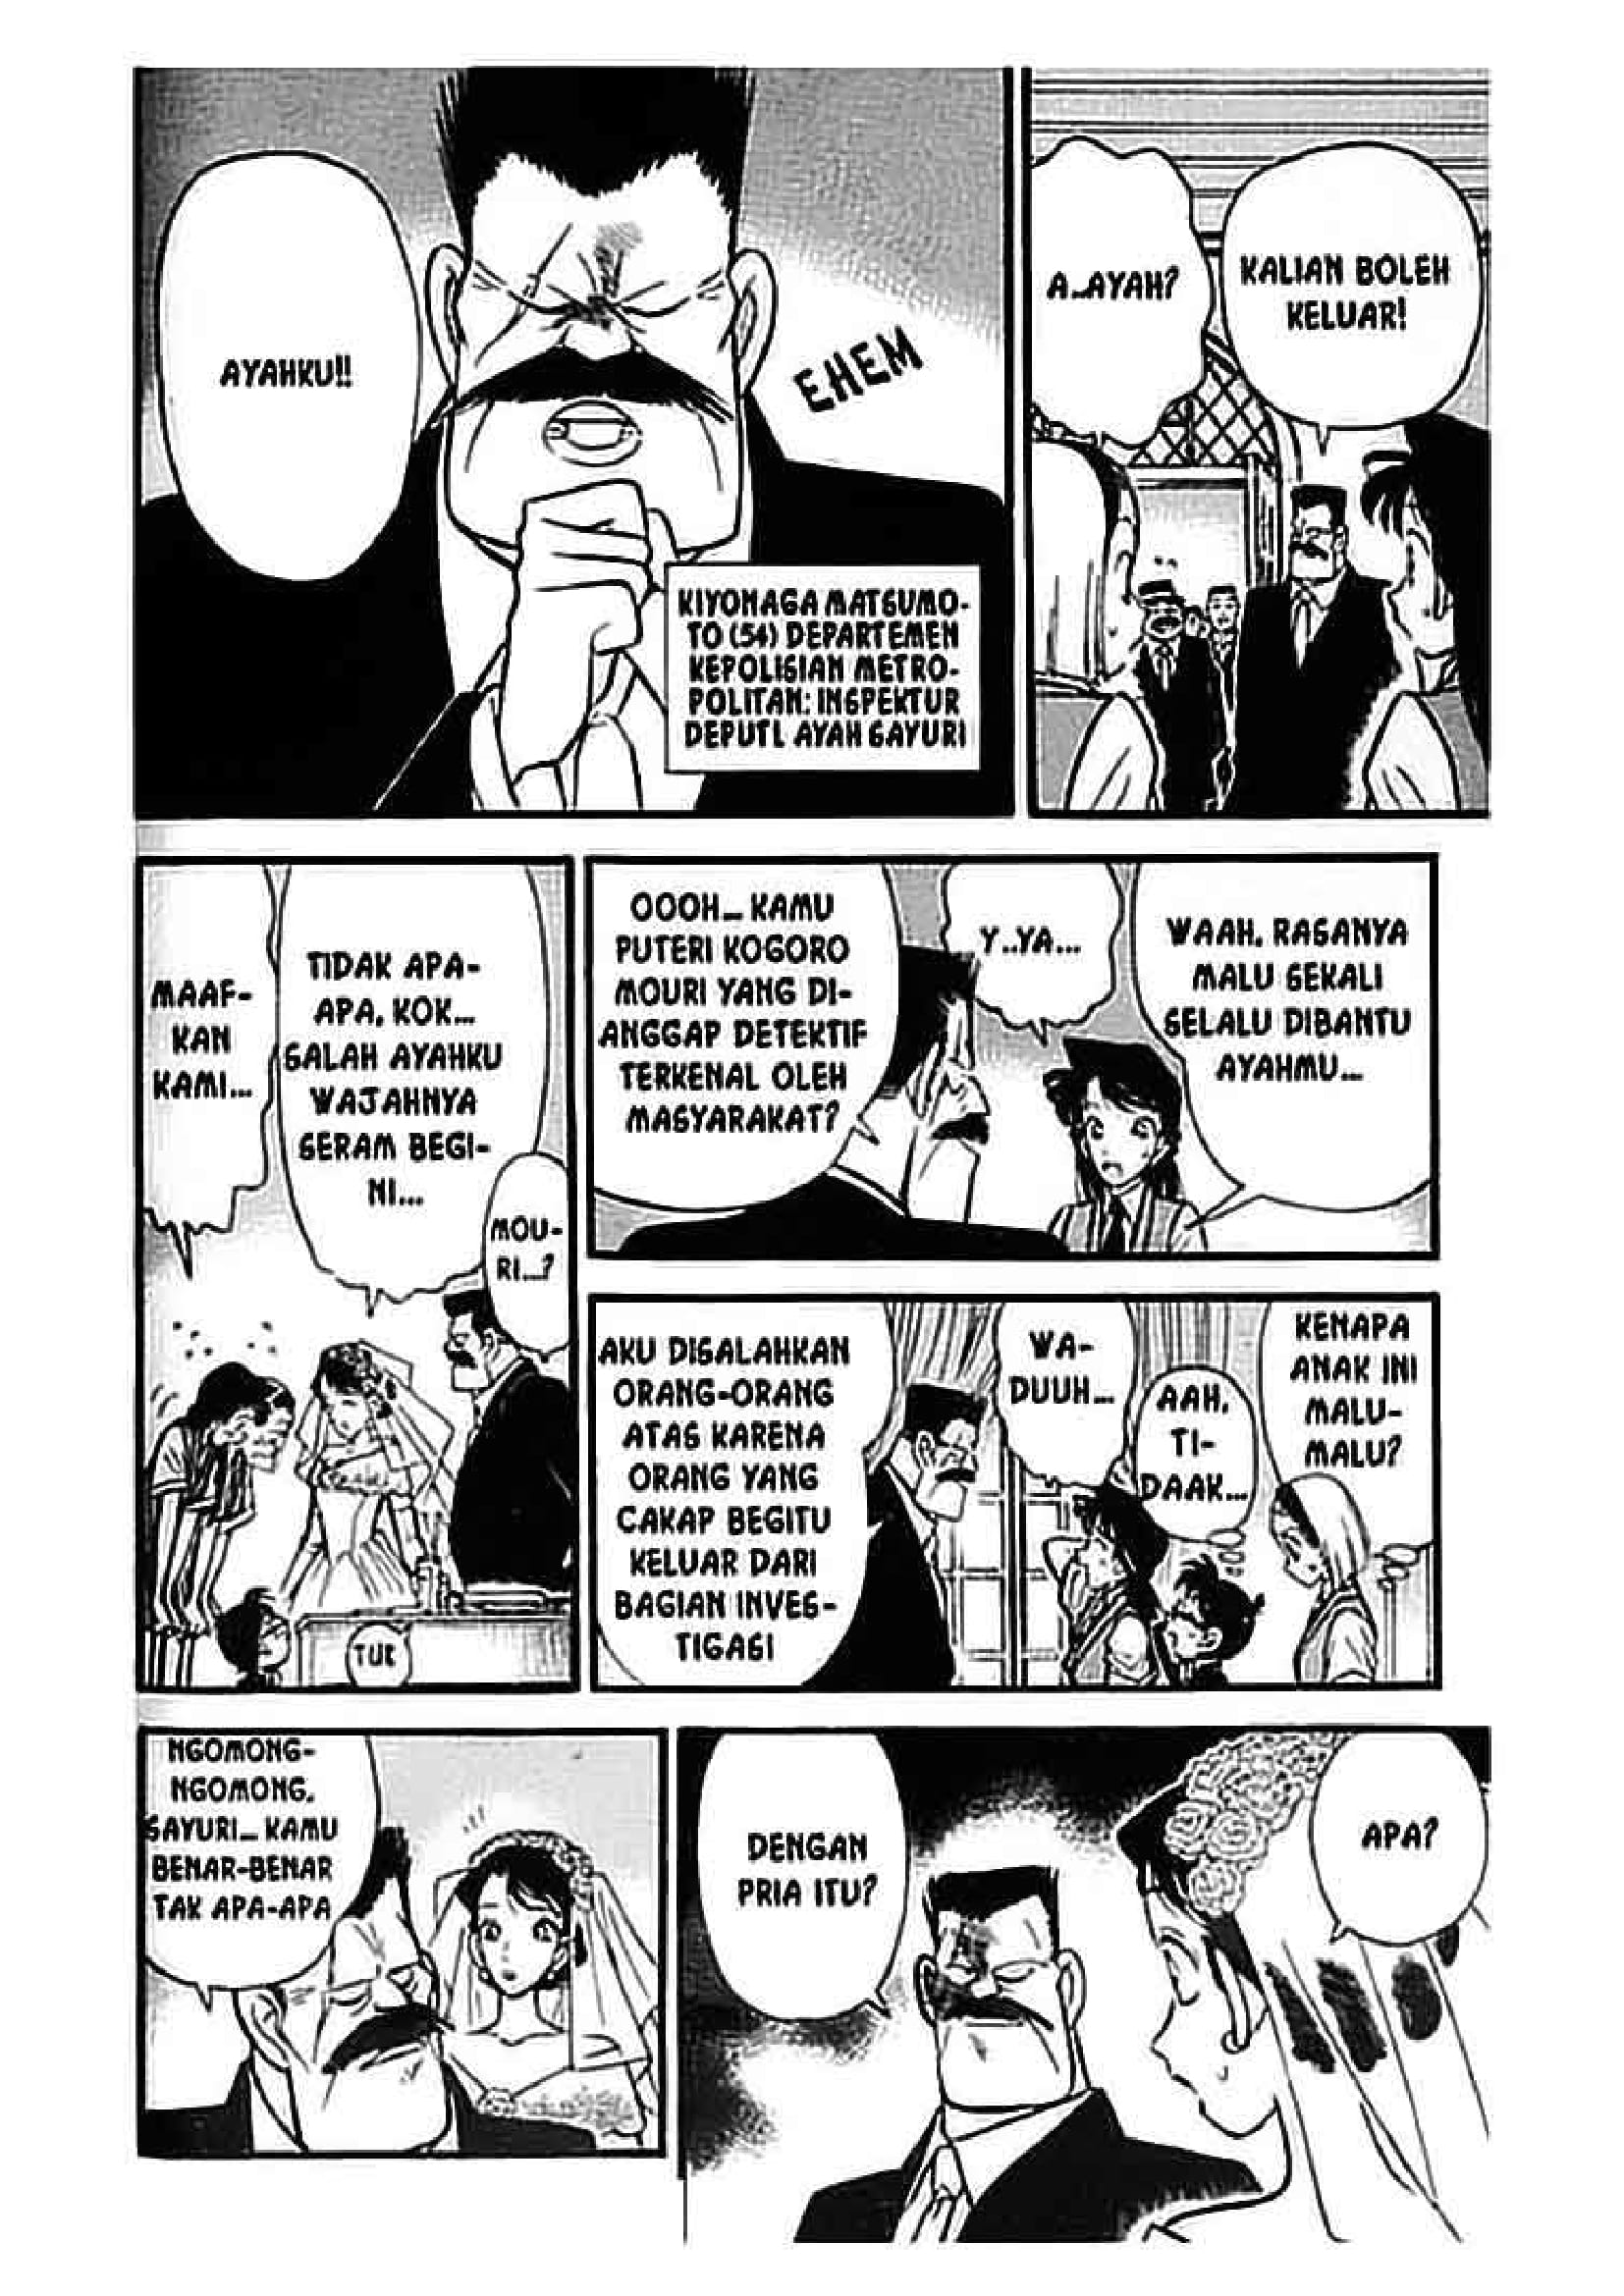 KALIAN BOLEH
KELUAR!
A..AYAH?
AYAHKU!!
EHEM
KIYONAGA MATSUMO-
TO (54) DEPARTEMEN
KEPOLISIAN METRO-
POLITAN: INSPEKTUR
DEPUTI. AYAH SAYURI
TIDAK APA-
APA, KOK...
SALAH AYAHKU
WAJAHNYA
SERAM BEGI-
NI...
MAAF-
KAN
KAMI...
MOU-
RI...?
TUK
WAAH, RASANYA
MALU SEKALI
SELALU DIBANTU
AYAHMU...
Y..YA...
OOOH... KAMU
PUTERI KOGORO
MOURI YANG DI-
ANGGAP DETEKTIF
TERKENAL OLEH
MASYARAKAT?
KENAPA
ANAK INI
MALU-
MALU?
AAH,
TI-
DAAK...
WA-
DUUH...
AKU DISALAHKAN
ORANG-ORANG
ATAS KARENA
ORANG YANG
CAKAP BEGITU
KELUAR DARI
BAGIAN INVES-
TIGASI
NGOMONG-
NGOMONG,
SAYURI... KAMU
BENAR-BENAR
TAK APA-APA
APA?
DENGAN
PRIA ITU?